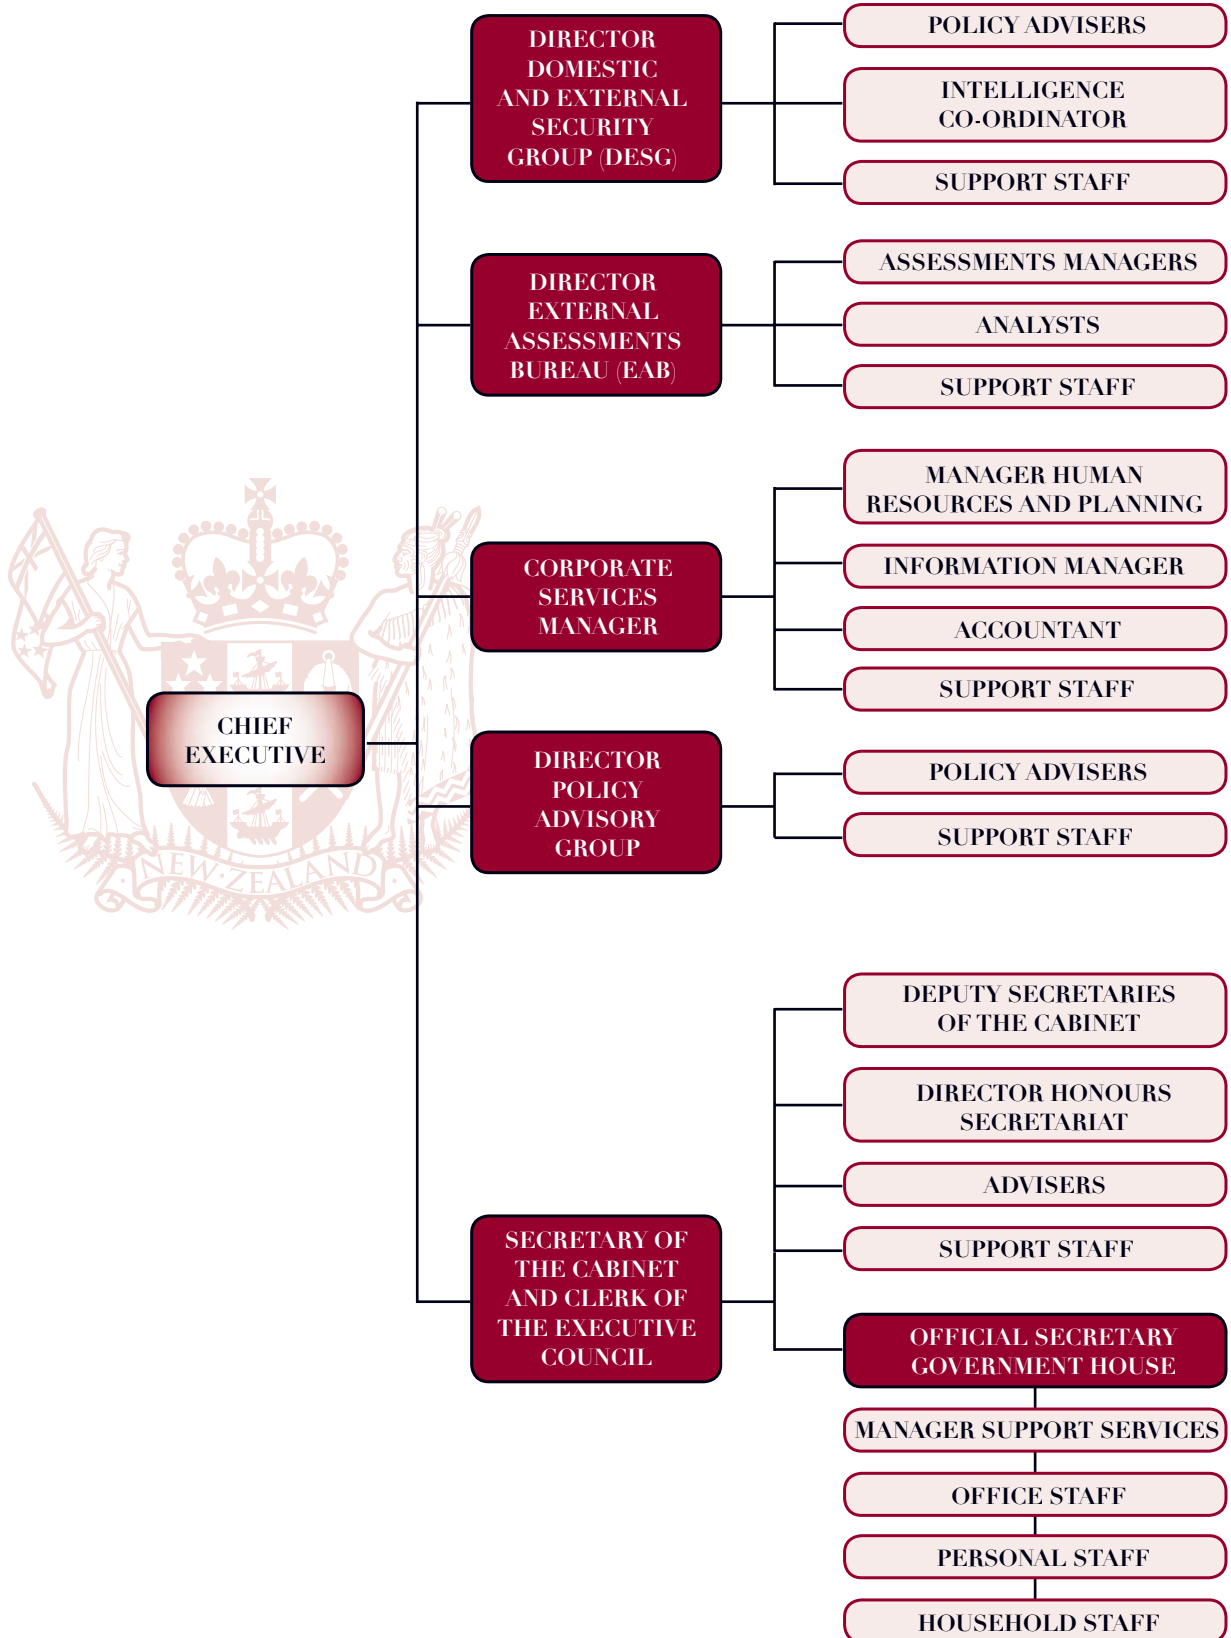 DIRECTOR
DOMESTIC
AND EXTERNAL
SECURITY
GROUP (DESG)
POLICY ADVISERS
INTELLIGENCE
CO-ORDINATOR
SUPPORT STAFF
DIRECTOR
EXTERNAL
ASSESSMENTS
BUREAU (EAB)
ASSESSMENTS MANAGERS
ANALYSTS
SUPPORT STAFF
CORPORATE
SERVICES
MANAGER
MANAGER HUMAN
RESOURCES AND PLANNING
INFORMATION MANAGER
ACCOUNTANT
SUPPORT STAFF
CHIEF
EXECUTIVE
NEW·ZEALAND
DIRECTOR
POLICY
ADVISORY
GROUP
POLICY ADVISERS
SUPPORT STAFF
SECRETARY OF
THE CABINET
AND CLERK OF
THE EXECUTIVE
COUNCIL
DEPUTY SECRETARIES
OF THE CABINET
DIRECTOR HONOURS
SECRETARIAT
ADVISERS
SUPPORT STAFF
OFFICIAL SECRETARY
GOVERNMENT HOUSE
MANAGER SUPPORT SERVICES
OFFICE STAFF
PERSONAL STAFF
HOUSEHOLD STAFF